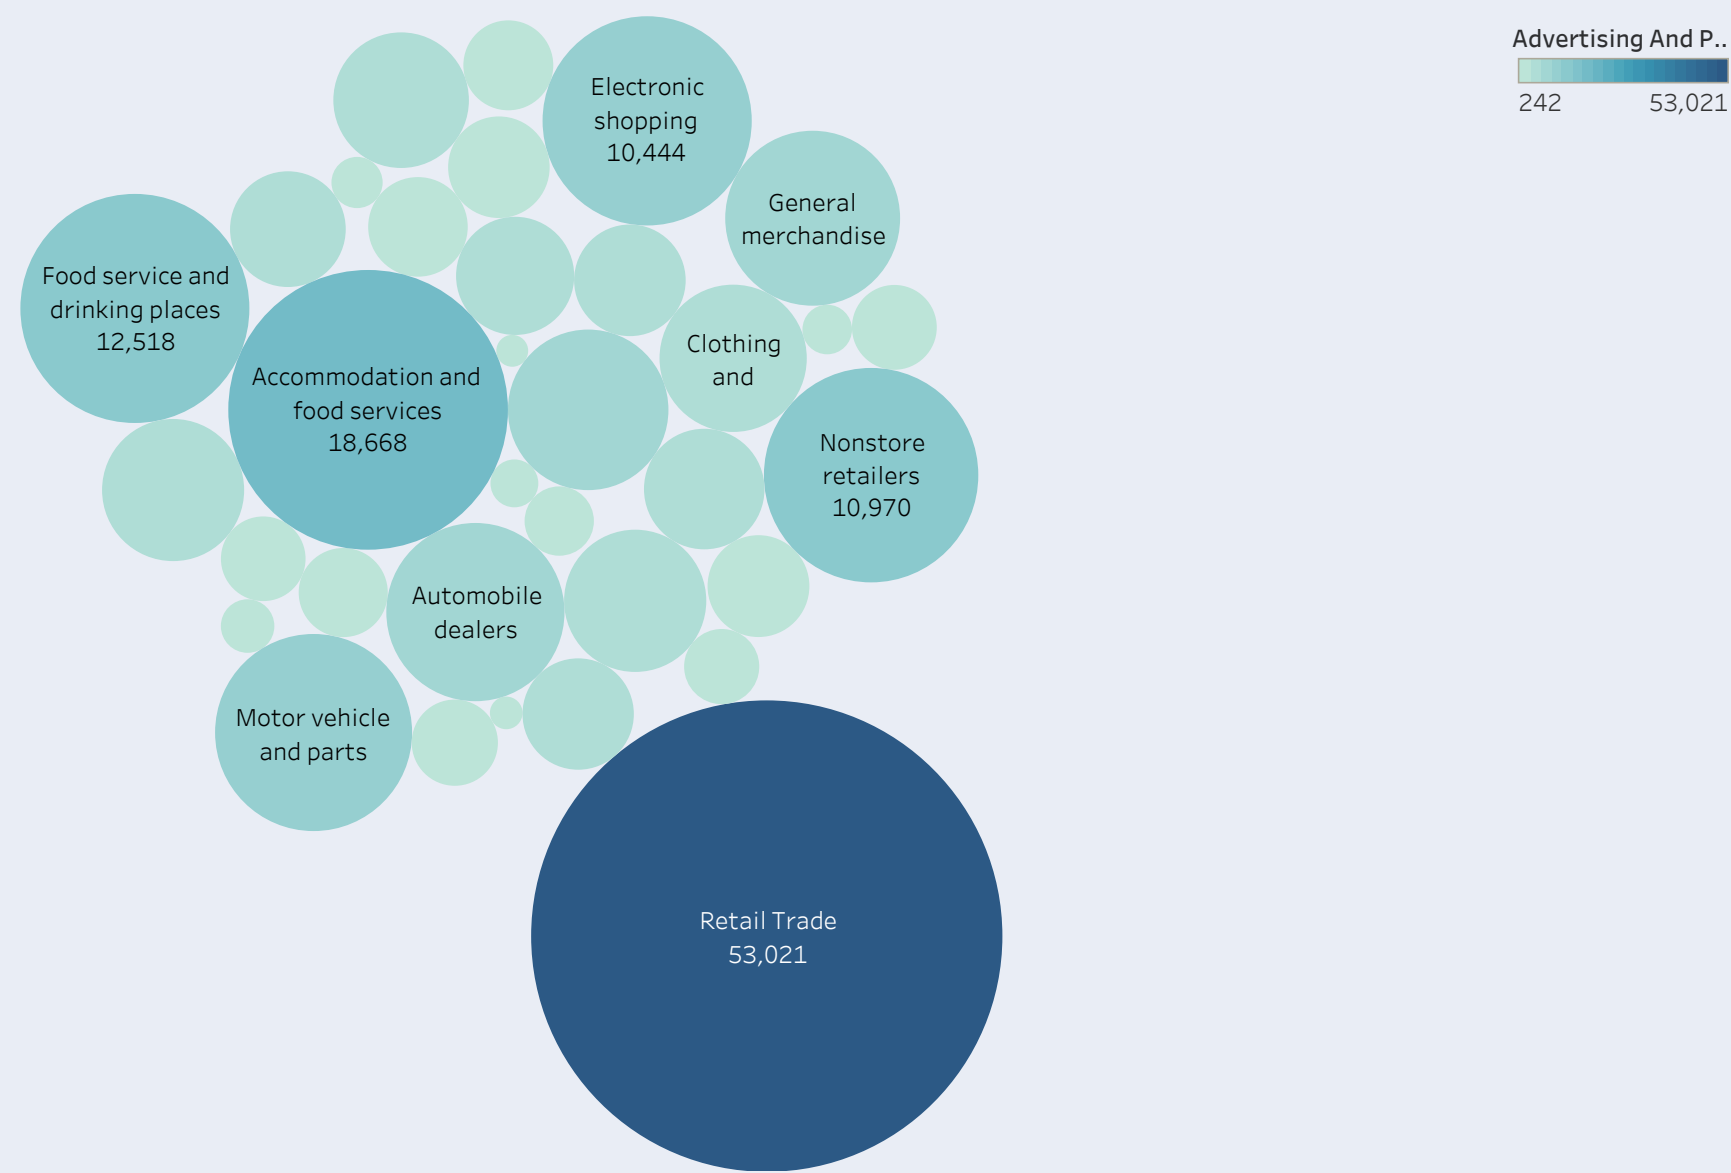 Advertising And P..
242
53,021
Electronic
shopping
10,444
General
merchandise
Food service and
drinking places
12,518
Clothing
and
Accommodation and
food services
18,668
Nonstore
retailers
10,970
Automobile
dealers
Motor vehicle
and parts
Retail Trade
53,021